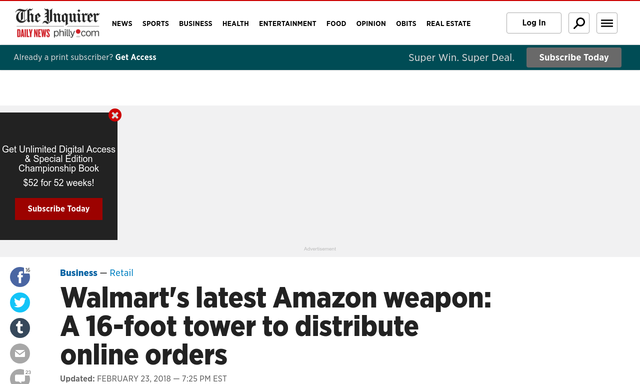 The Inquirer
DAILY NEWS philly.com
NEWS SPORTS BUSINESS HEALTH ENTERTAINMENT FOOD OPINION OBITS REAL ESTATE
Log In
Already a print subscriber? Get Access
Super Win. Super Deal.
Subscribe Today
Get Unlimited Digital Access
& Special Edition
Championship Book
$52 for 52 weeks!
Subscribe Today
Advertisement
16
23
Business — Retail
Walmart's latest Amazon weapon:
A 16-foot tower to distribute
online orders
Updated: FEBRUARY 23, 2018 — 7:25 PM EST